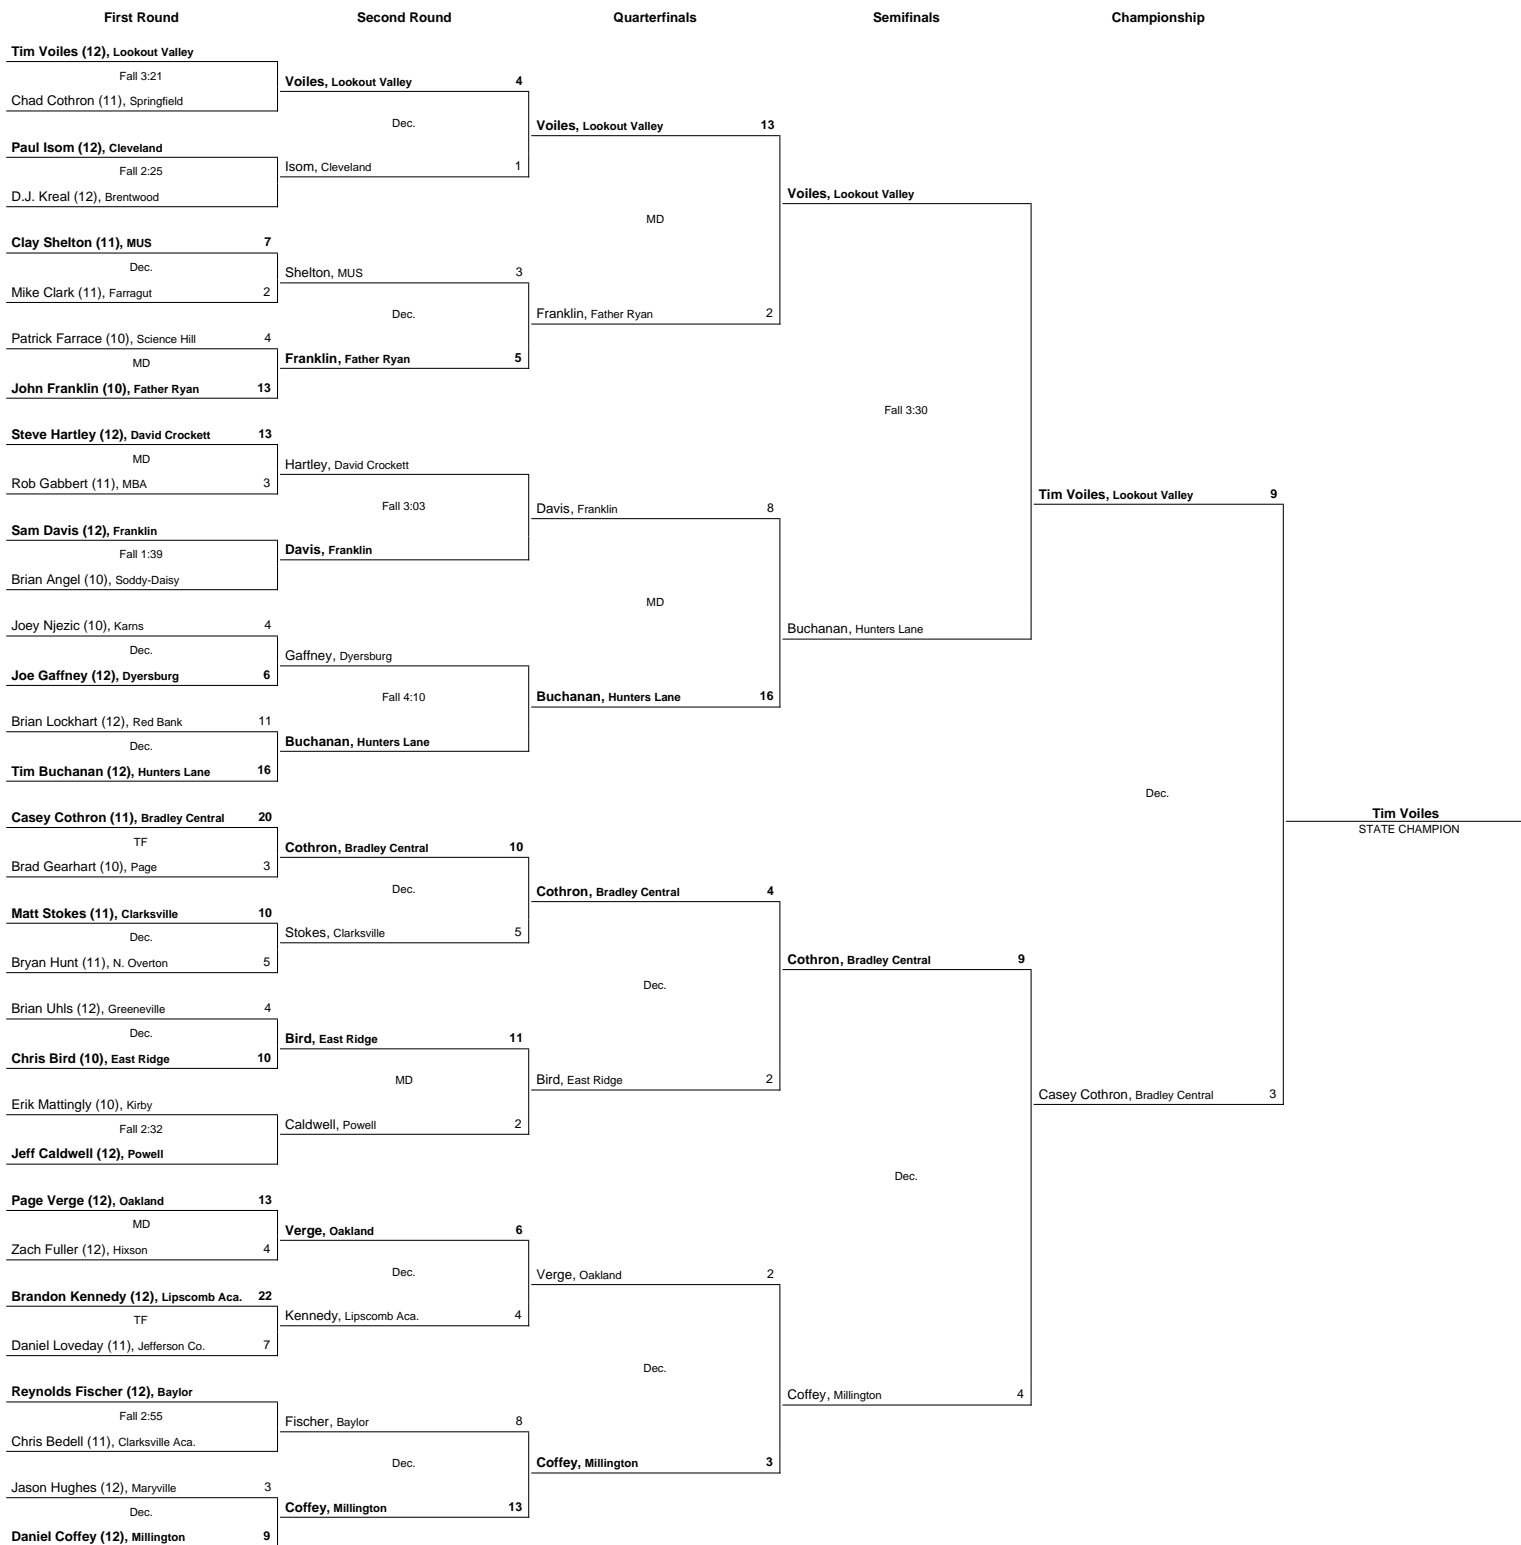 First Round
Second Round
Quarterfinals
Semifinals
Championship
Tim Voiles (12), Lookout Valley
Fall 3:21
Chad Cothron (11), Springfield
Paul Isom (12), Cleveland
Fall 2:25
D.J. Kreal (12), Brentwood
Clay Shelton (11), MUS 7
Dec.
Mike Clark (11), Farragut 2
Patrick Farrace (10), Science Hill 4
MD
John Franklin (10), Father Ryan 13
Steve Hartley (12), David Crockett 13
MD
Rob Gabbert (11), MBA 3
Sam Davis (12), Franklin
Fall 1:39
Brian Angel (10), Soddy-Daisy
Joey Njezic (10), Karns 4
Dec.
Joe Gaffney (12), Dyersburg 6
Brian Lockhart (12), Red Bank 11
Dec.
Tim Buchanan (12), Hunters Lane 16
Casey Cothron (11), Bradley Central 20
TF
Brad Gearhart (10), Page 3
Matt Stokes (11), Clarksville 10
Dec.
Bryan Hunt (11), N. Overton 5
Brian Uhls (12), Greeneville 4
Dec.
Chris Bird (10), East Ridge 10
Erik Mattingly (10), Kirby
Fall 2:32
Jeff Caldwell (12), Powell
Page Verge (12), Oakland 13
MD
Zach Fuller (12), Hixson 4
Brandon Kennedy (12), Lipscomb Aca. 22
TF
Daniel Loveday (11), Jefferson Co. 7
Reynolds Fischer (12), Baylor
Fall 2:55
Chris Bedell (11), Clarksville Aca.
Jason Hughes (12), Maryville 3
Dec.
Daniel Coffey (12), Millington 9
Voiles, Lookout Valley 4
Dec.
Isom, Cleveland 1
Shelton, MUS 3
Dec.
Franklin, Father Ryan 5
Hartley, David Crockett
Fall 3:03
Davis, Franklin
Gaffney, Dyersburg
Fall 4:10
Buchanan, Hunters Lane
Cothron, Bradley Central 10
Dec.
Stokes, Clarksville 5
Bird, East Ridge 11
MD
Caldwell, Powell 2
Verge, Oakland 6
Dec.
Kennedy, Lipscomb Aca. 4
Fischer, Baylor 8
Dec.
Coffey, Millington 13
Voiles, Lookout Valley 13
MD
Franklin, Father Ryan 2
Davis, Franklin 8
MD
Buchanan, Hunters Lane 16
Cothron, Bradley Central 4
Dec.
Bird, East Ridge 2
Verge, Oakland 2
Dec.
Coffey, Millington 3
Voiles, Lookout Valley
Fall 3:30
Buchanan, Hunters Lane
Cothron, Bradley Central 9
Dec.
Coffey, Millington 4
Tim Voiles, Lookout Valley 9
Dec.
Casey Cothron, Bradley Central 3
Tim Voiles
STATE CHAMPION